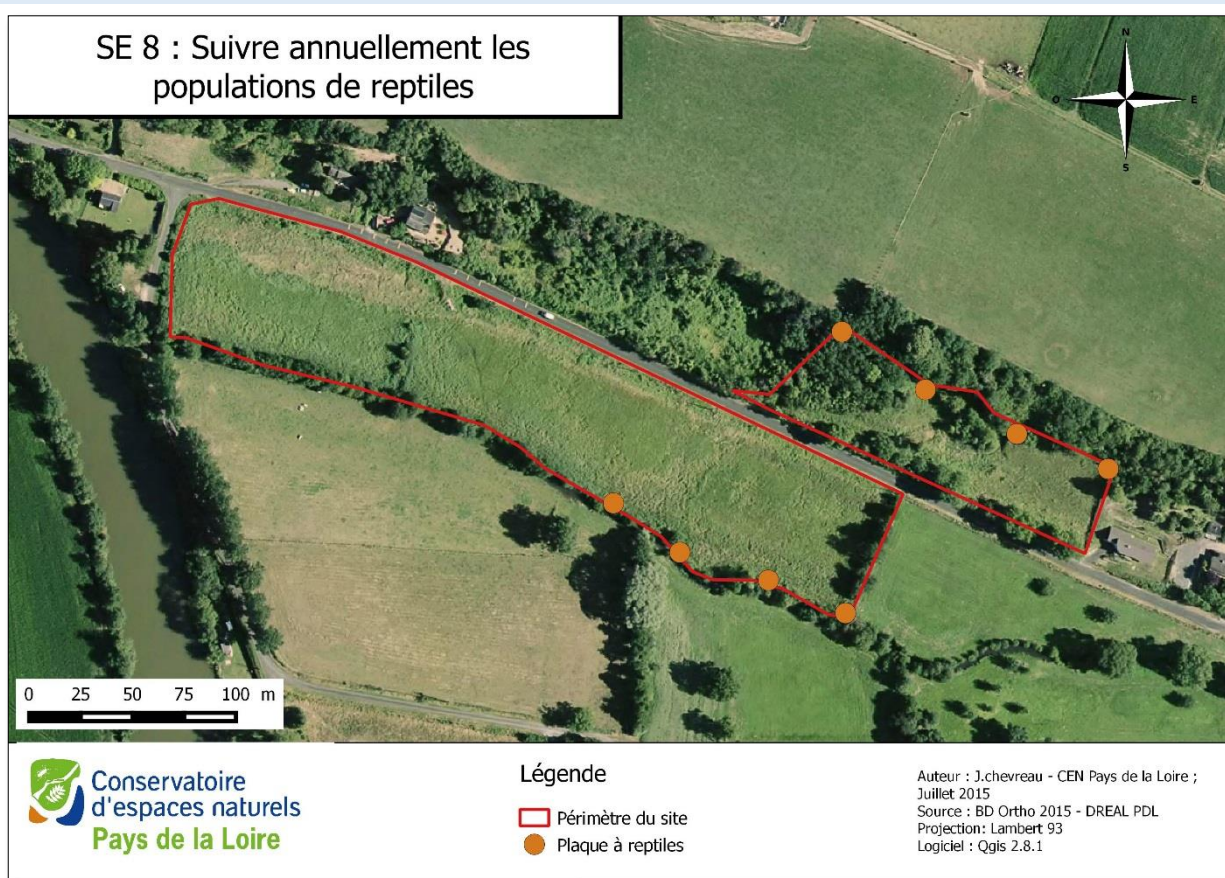 SE 8 : Suivre annuellement les
populations de reptiles
N
O
E
S
0 25 50 75 100 m
Conservatoire
d'espaces naturels
Pays de la Loire
Légende
Périmètre du site
Plaque à reptiles
Auteur : J.chevreau - CEN Pays de la Loire ;
Juillet 2015
Source : BD Ortho 2015 - DREAL PDL
Projection: Lambert 93
Logiciel : Qgis 2.8.1